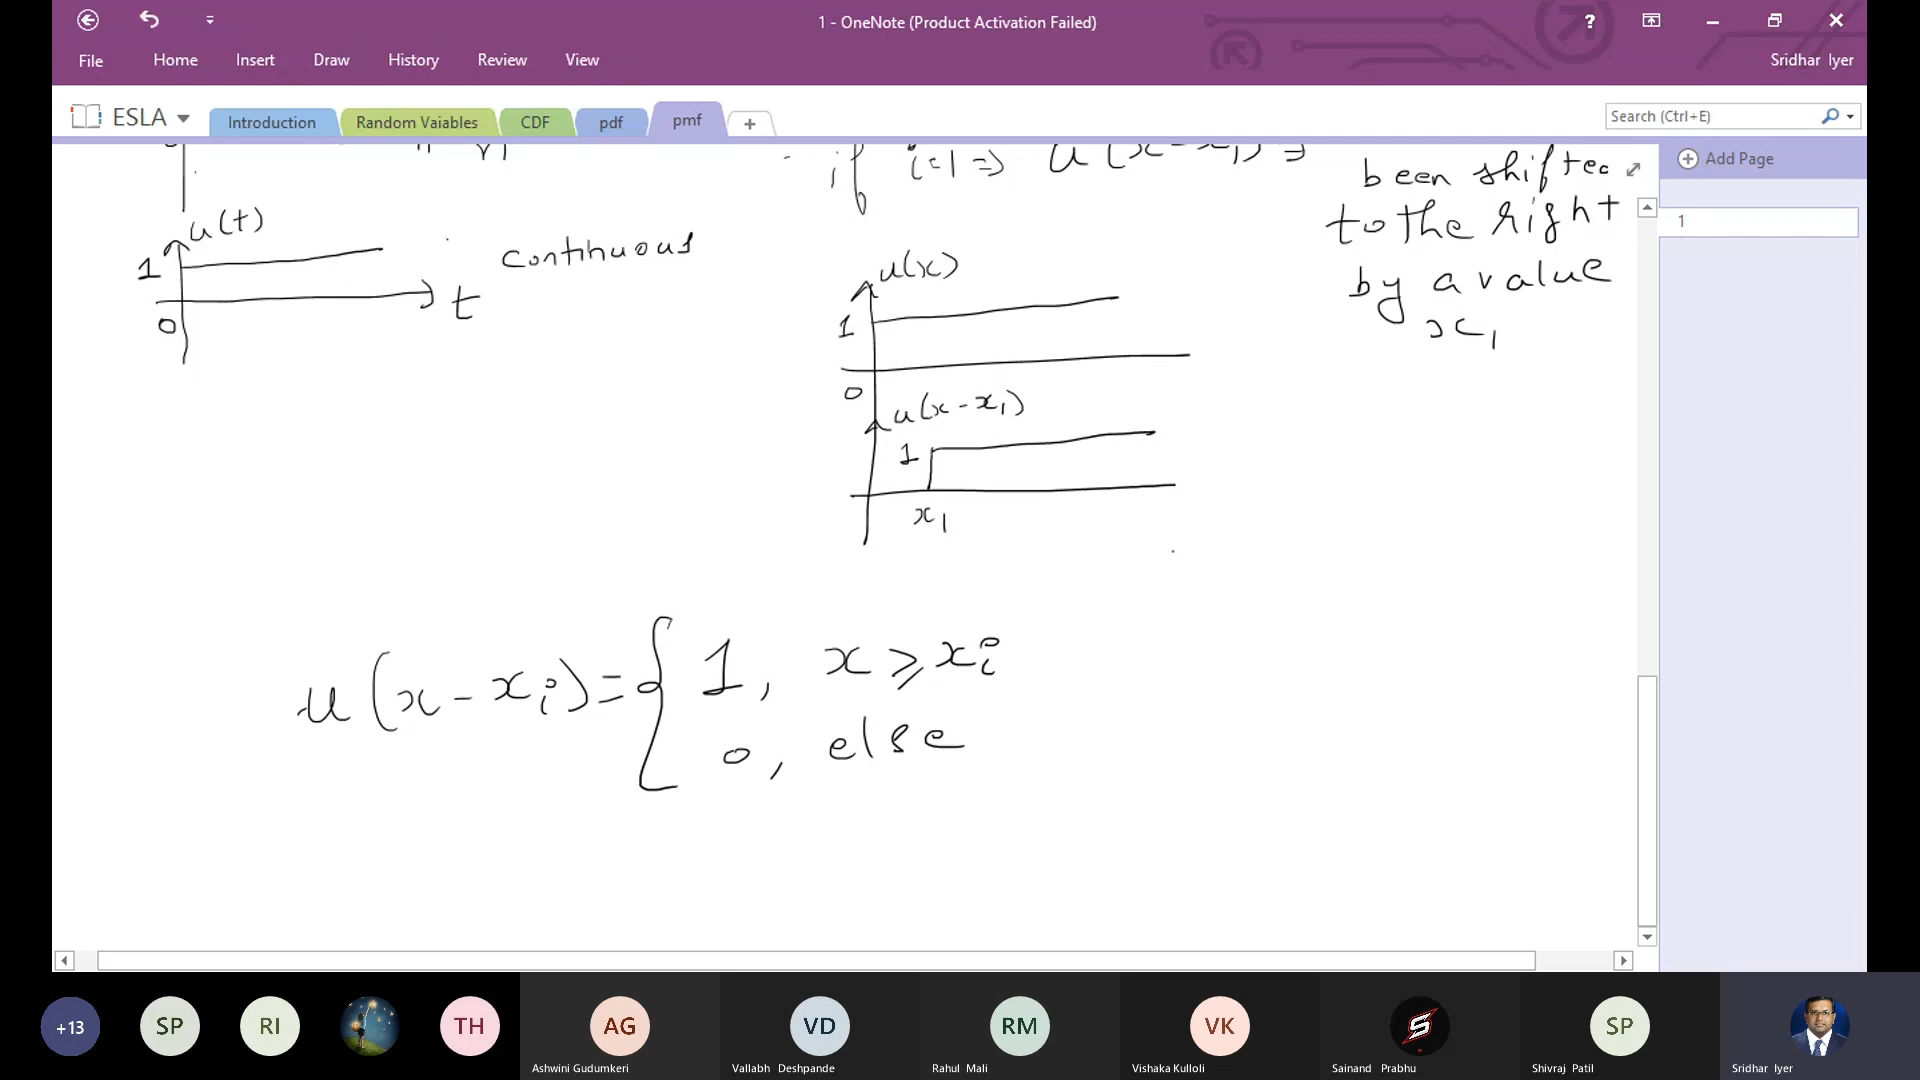 1 - OneNote (Product Activation Failed)
?
File Home Insert Draw History Review View
Sridhar Iyer
ESLA
Introduction Random Vaiables CDF pdf pmf +
Search (Ctrl+E)
Add Page
1
if i=1 => u(x-x1) =>
been shifted
to the right
by a value
x1
u(t)
1
0
t
continuous
u(x)
1
0
u(x-x1)
1
x1
u(x-xi)= { 1, x ≥ xi
0, else
+13 SP RI TH AG VD RM VK S SP
Ashwini Gudumkeri Vallabh Deshpande Rahul Mali Vishaka Kulloli Sainand Prabhu Shivraj Patil Sridhar Iyer